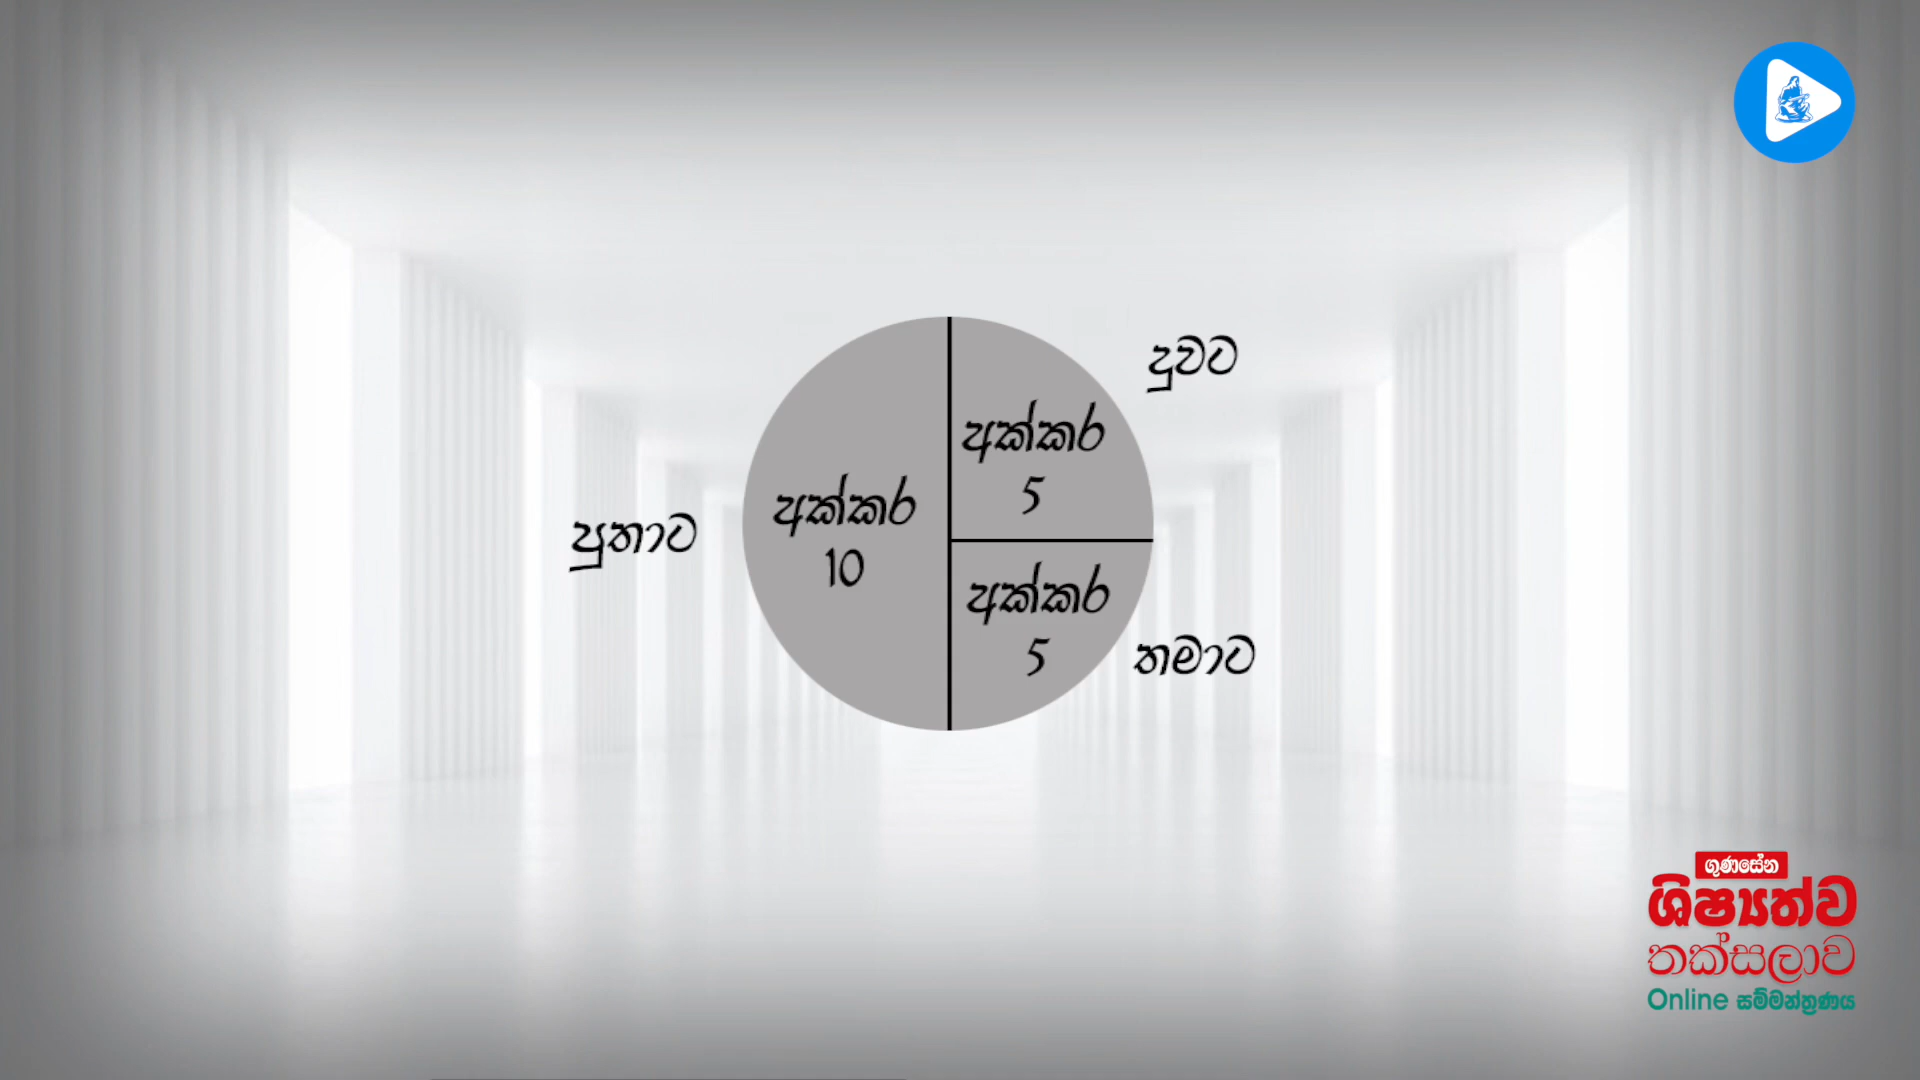 දුවට
අක්කර
5
පුතාට
අක්කර
10
අක්කර
5
තමාට
ගුණසේන
ශිෂ්‍යත්ව
තක්සලාව
Online සම්මන්ත්‍රණය